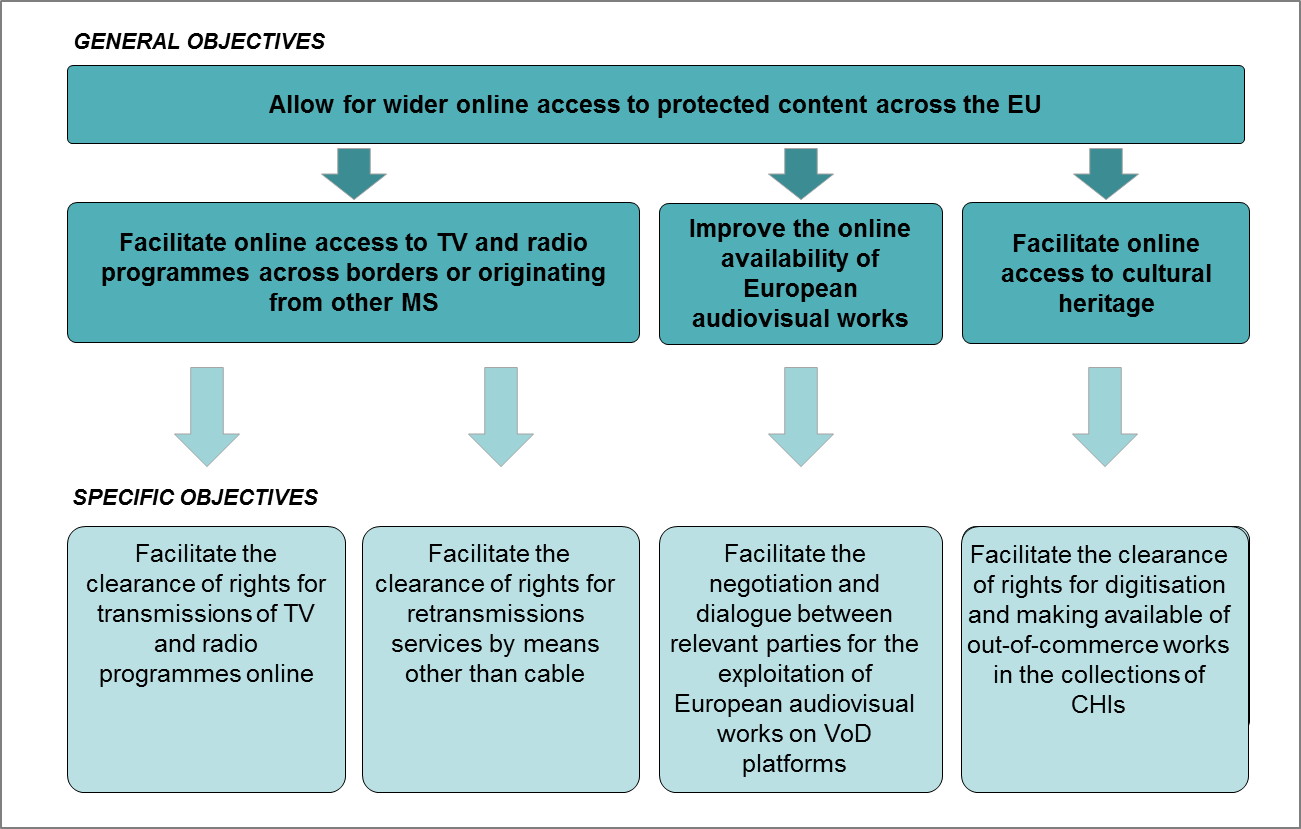 GENERAL OBJECTIVES
Allow for wider online access to protected content across the EU
Facilitate online access to TV and radio
programmes across borders or originating
from other MS
Improve the online
availability of
European
audiovisual works
Facilitate online
access to cultural
heritage
SPECIFIC OBJECTIVES
Facilitate the
clearance of rights for
transmissions of TV
and radio
programmes online
Facilitate the
clearance of rights for
retransmissions
services by means
other than cable
Facilitate the
negotiation and
dialogue between
relevant parties for the
exploitation of
European audiovisual
works on VoD
platforms
Facilitate the clearance
of rights for digitisation
and making available of
out-of-commerce works
in the collections of
CHIs